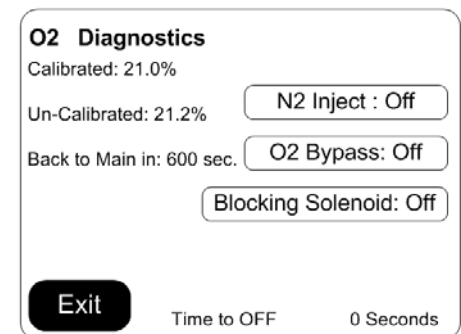 O2 Diagnostics
Calibrated: 21.0%
N2 Inject : Off
Un-Calibrated: 21.2%
Back to Main in: 600 sec.
O2 Bypass: Off
Blocking Solenoid: Off
Exit
Time to OFF 0 Seconds